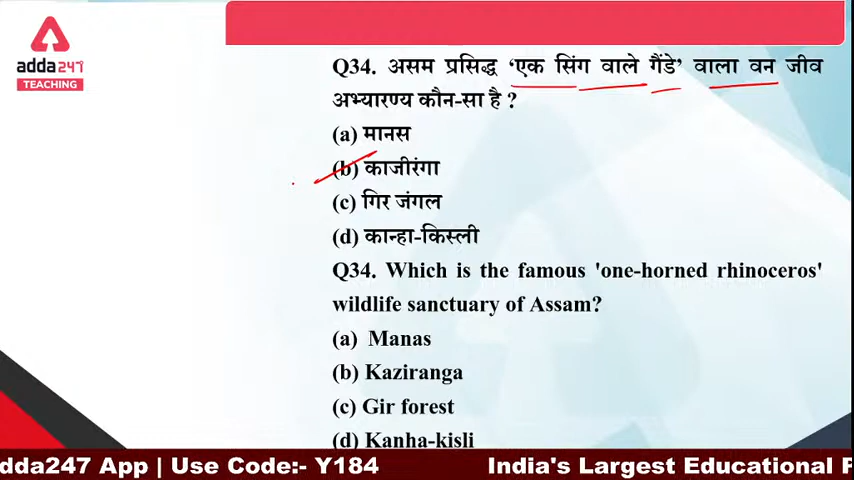 adda247
TEACHING
Q34. असम प्रसिद्ध ‘एक सिंग वाले गैंडे’ वाला वन जीव
अभ्यारण्य कौन-सा है ?
(a) मानस
(b) काजीरंगा
(c) गिर जंगल
(d) कान्हा-किस्ली
Q34. Which is the famous 'one-horned rhinoceros'
wildlife sanctuary of Assam?
(a) Manas
(b) Kaziranga
(c) Gir forest
(d) Kanha-kisli
dda247 App | Use Code:- Y184 India's Largest Educational F